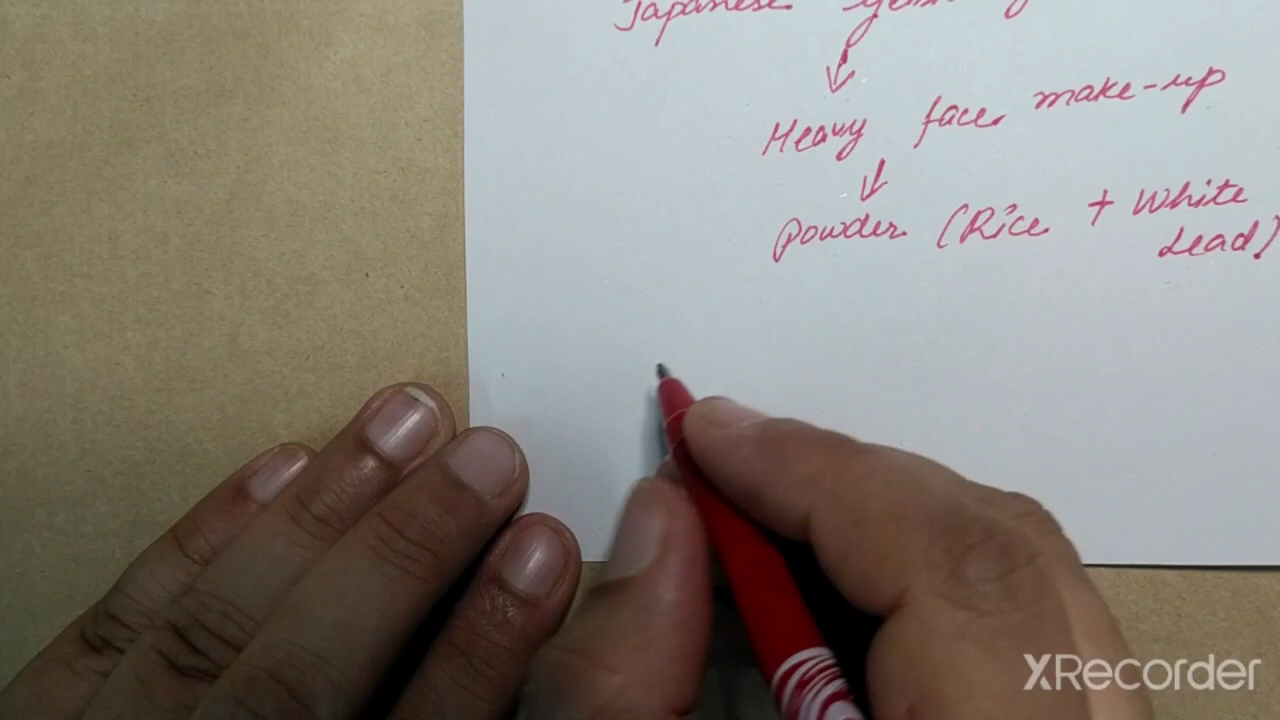 Japanese
Heavy face make-up
Powder (Rice + White
Lead)
XRecorder